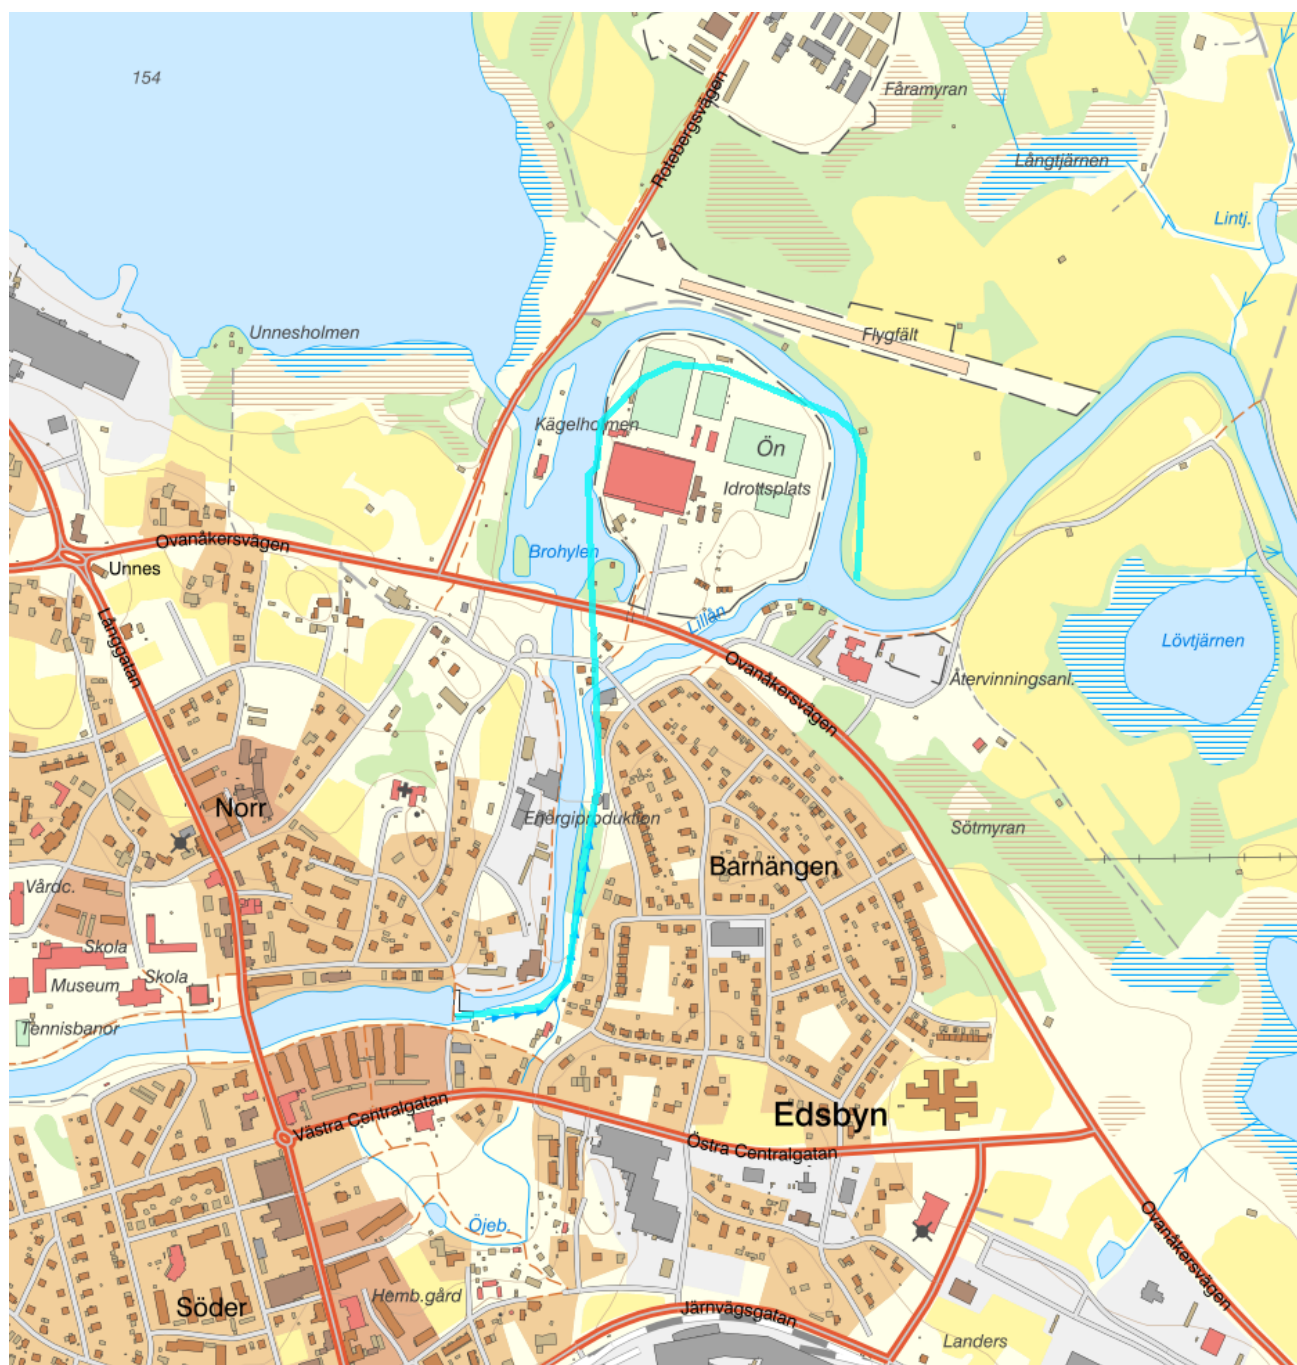 154
Rotebergsvägen
Fåramyran
Långtjärnen
Lintj.
Unnesholmen
Flygfält
Kägelholmen
Ön
Idrottsplats
Ovanåkersvägen
Brohylen
Unnes
Långgatan
Lillån
Lövtjärnen
Ovanåkersvägen
Återvinningsanl.
Norr
Energiproduktion
Sötmyran
Barnängen
Vårdc.
Skola
Skola
Museum
Tennisbanor
Västra Centralgatan
Edsbyn
Östra Centralgatan
Öjeb.
Ovanåkersvägen
Hemb.gård
Söder
Järnvägsgatan
Landers